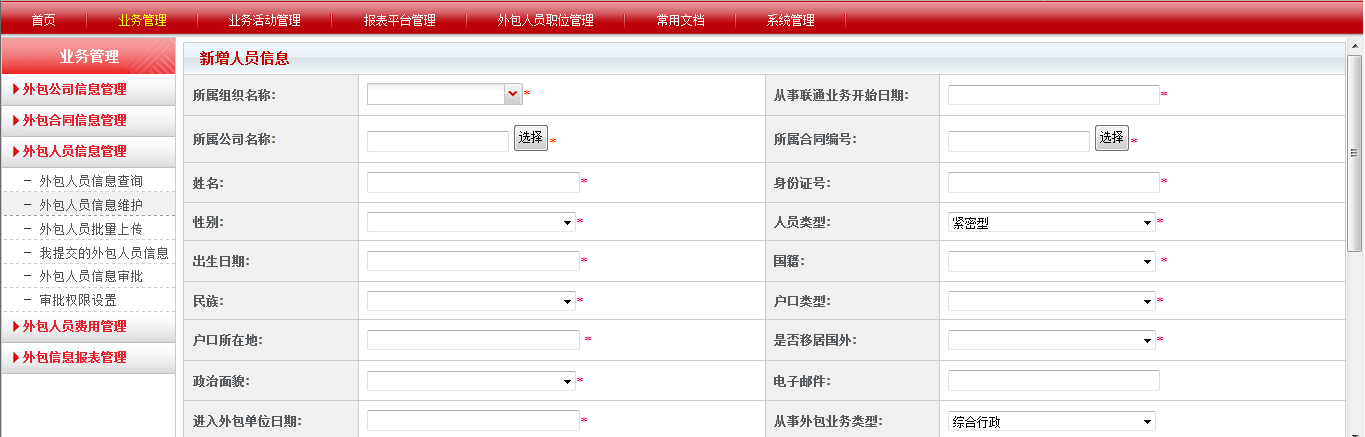 首页 业务管理 业务活动管理 报表平台管理 外包人员职位管理 常用文档 系统管理
业务管理
外包公司信息管理
外包合同信息管理
外包人员信息管理
－ 外包人员信息查询
－ 外包人员信息维护
－ 外包人员批量上传
－ 我提交的外包人员信息
－ 外包人员信息审批
－ 审批权限设置
外包人员费用管理
外包信息报表管理
新增人员信息
所属组织名称： * 从事联通业务开始日期： *
所属公司名称： 选择 * 所属合同编号： 选择 *
姓名： * 身份证号： *
性别： * 人员类型： 紧密型 *
出生日期： * 国籍： *
民族： * 户口类型： *
户口所在地： * 是否移居国外： *
政治面貌： * 电子邮件：
进入外包单位日期： * 从事外包业务类型： 综合行政